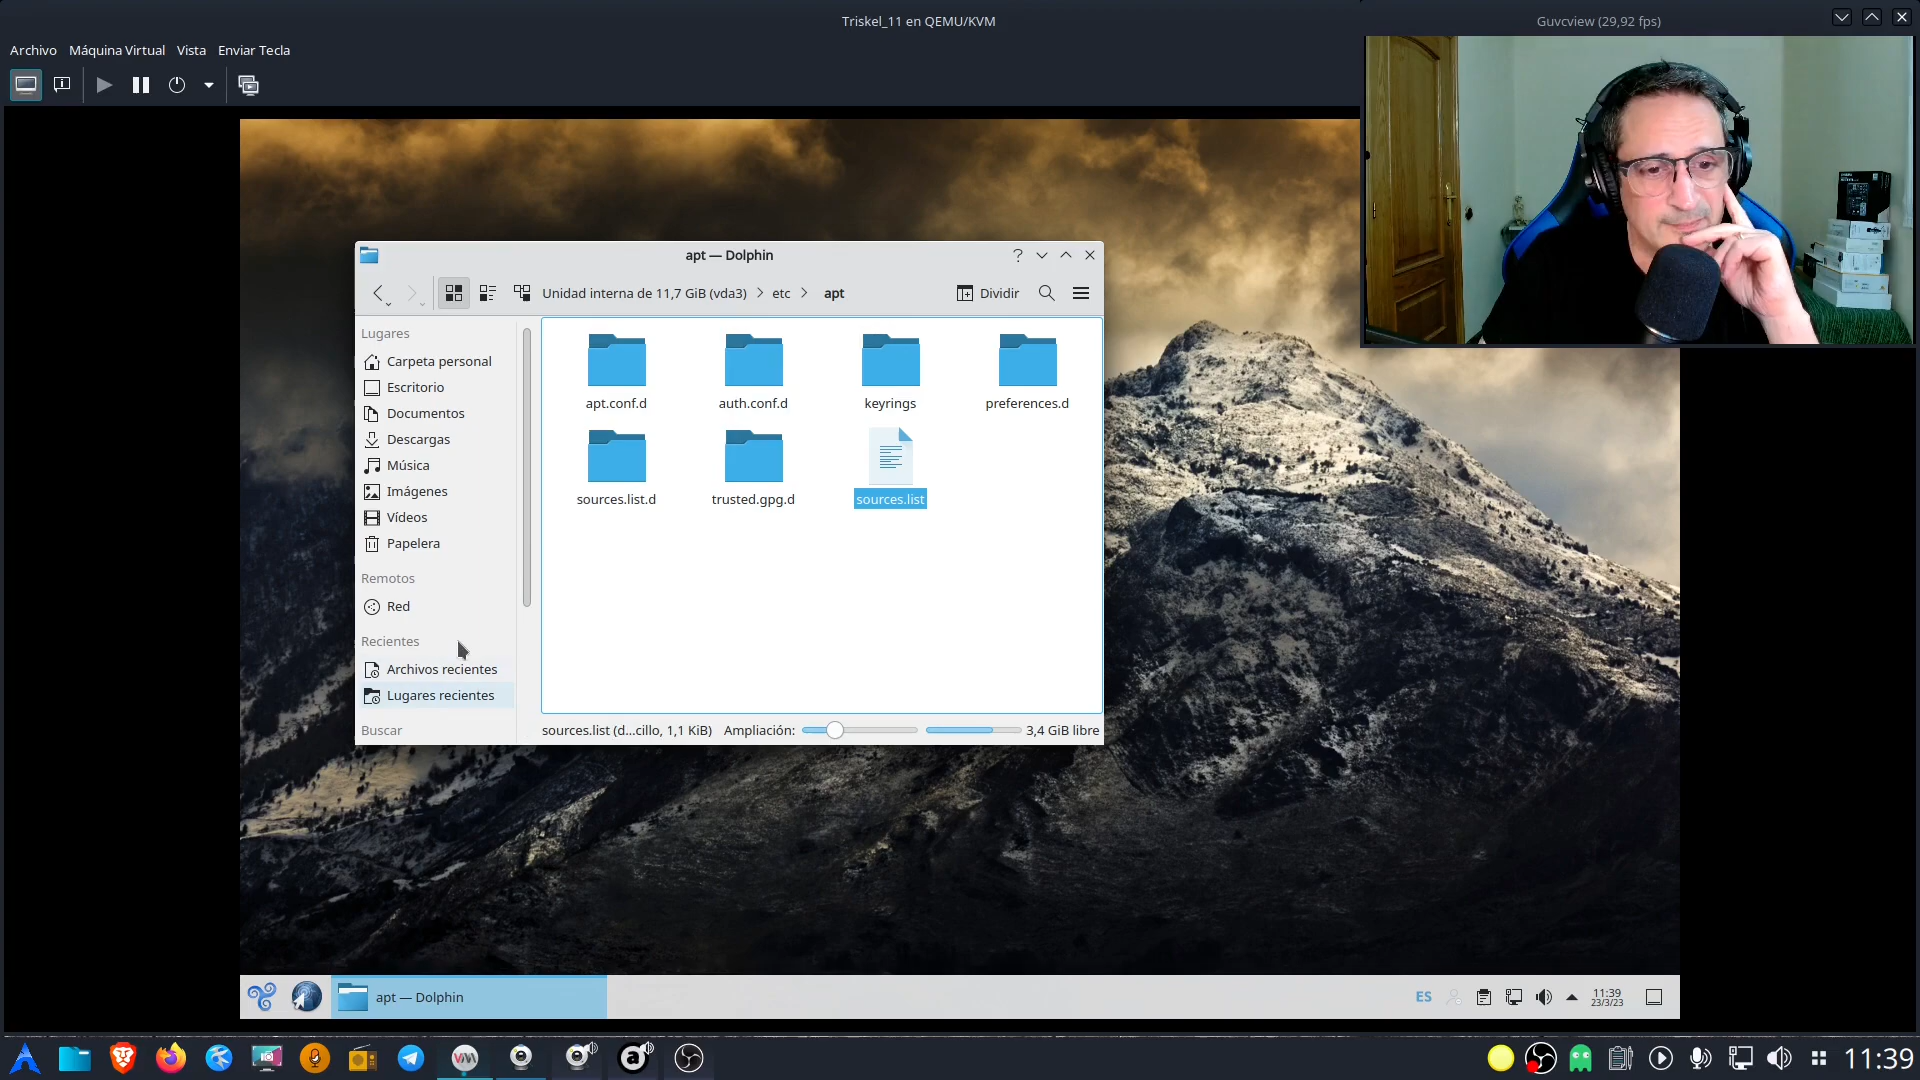 Triskel_11 en QEMU/KVM
Guvcview (29,92 fps)
Archivo Máquina Virtual Vista Enviar Tecla
apt — Dolphin
Unidad interna de 11,7 GiB (vda3) > etc > apt
Dividir
Lugares
Carpeta personal
Escritorio
Documentos
Descargas
Música
Imágenes
Vídeos
Papelera
Remotos
Red
Recientes
Archivos recientes
Lugares recientes
Buscar
apt.conf.d
auth.conf.d
keyrings
preferences.d
sources.list.d
trusted.gpg.d
sources.list
sources.list (d...cillo, 1,1 KiB)
Ampliación:
3,4 GiB libre
apt — Dolphin
ES
11:39
23/3/23
11:39